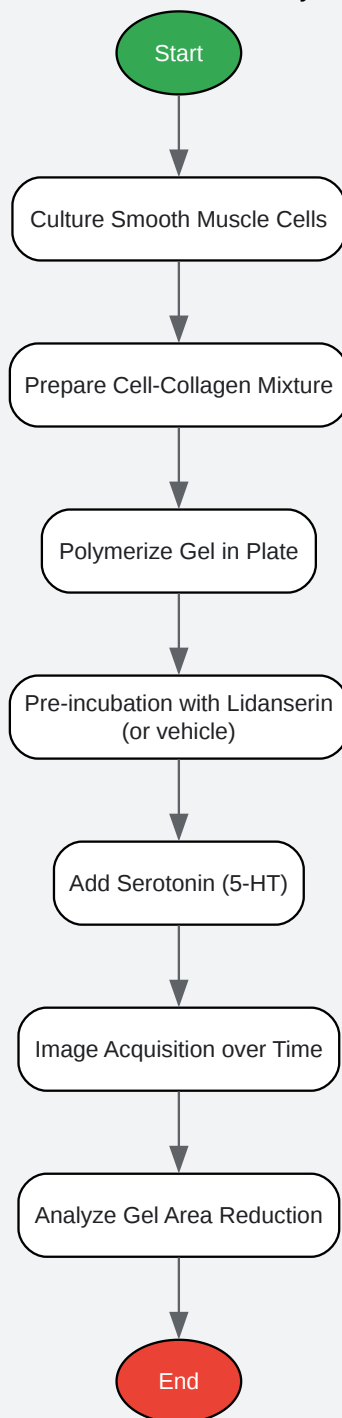 Start
Culture Smooth Muscle Cells
Prepare Cell-Collagen Mixture
Polymerize Gel in Plate
Pre-incubation with Lidanserin
(or vehicle)
Add Serotonin (5-HT)
Image Acquisition over Time
Analyze Gel Area Reduction
End